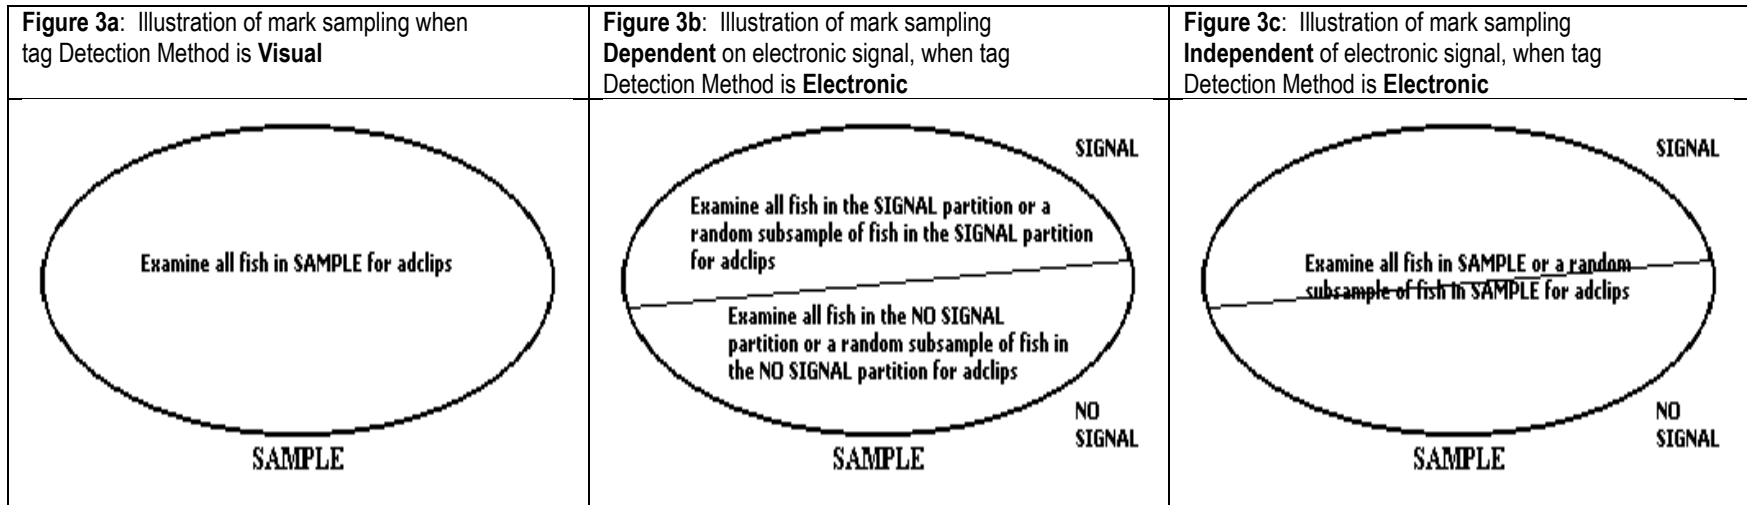 Figure 3a:  Illustration of mark sampling when
tag Detection Method is Visual
Figure 3b:  Illustration of mark sampling
Dependent on electronic signal, when tag
Detection Method is Electronic
Figure 3c:  Illustration of mark sampling
Independent of electronic signal, when tag
Detection Method is Electronic
Examine all fish in SAMPLE for adclips
SAMPLE
SIGNAL
Examine all fish in the SIGNAL partition or a
random subsample of fish in the SIGNAL partition
for adclips
Examine all fish in the NO SIGNAL
partition or a random subsample of fish in
the NO SIGNAL partition for adclips
NO
SIGNAL
SAMPLE
SIGNAL
Examine all fish in SAMPLE or a random
subsample of fish in SAMPLE for adclips
NO
SIGNAL
SAMPLE